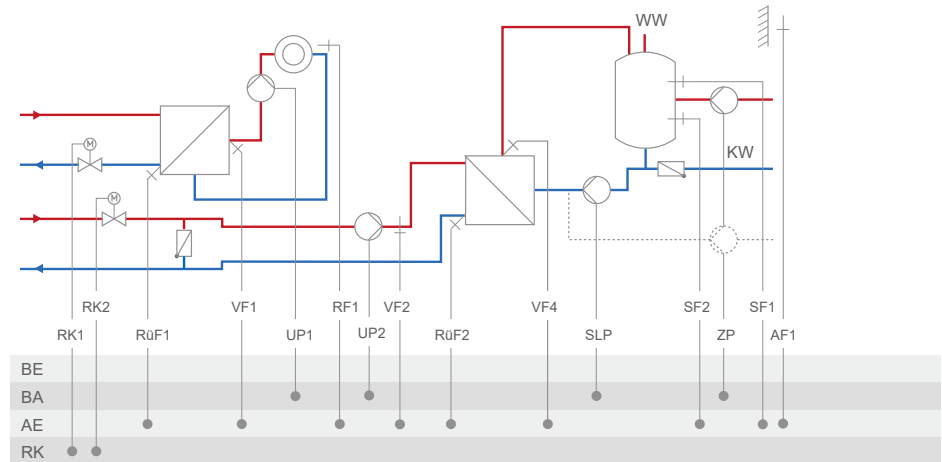 WW
M
KW
M
RK2
VF1
RF1
VF2
VF4
SF2
SF1
RK1
RüF1
UP1
UP2
RüF2
SLP
ZP
AF1
BE
BA
AE
RK